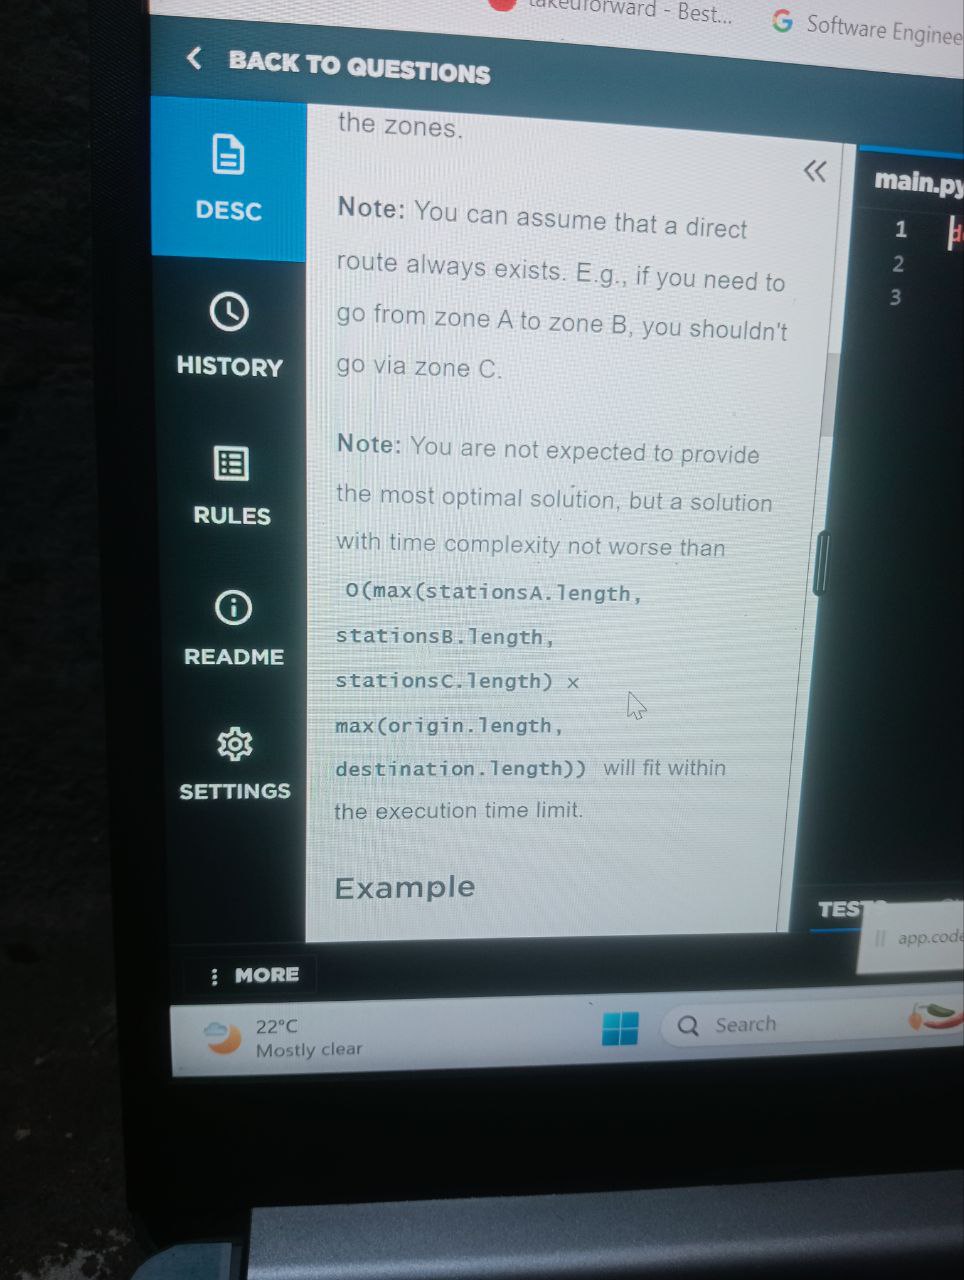 takeuforward - Best...
Software Enginee
BACK TO QUESTIONS
DESC
HISTORY
RULES
README
SETTINGS
MORE
the zones.
Note: You can assume that a direct
route always exists. E.g., if you need to
go from zone A to zone B, you shouldn't
go via zone C.
Note: You are not expected to provide
the most optimal solution, but a solution
with time complexity not worse than
O(max(stationsA.length,
stationsB.length,
stationsC.length) x
max(origin.length,
destination.length)) will fit within
the execution time limit.
Example
main.py
1
2
3
app.code
22°C
Mostly clear
Search